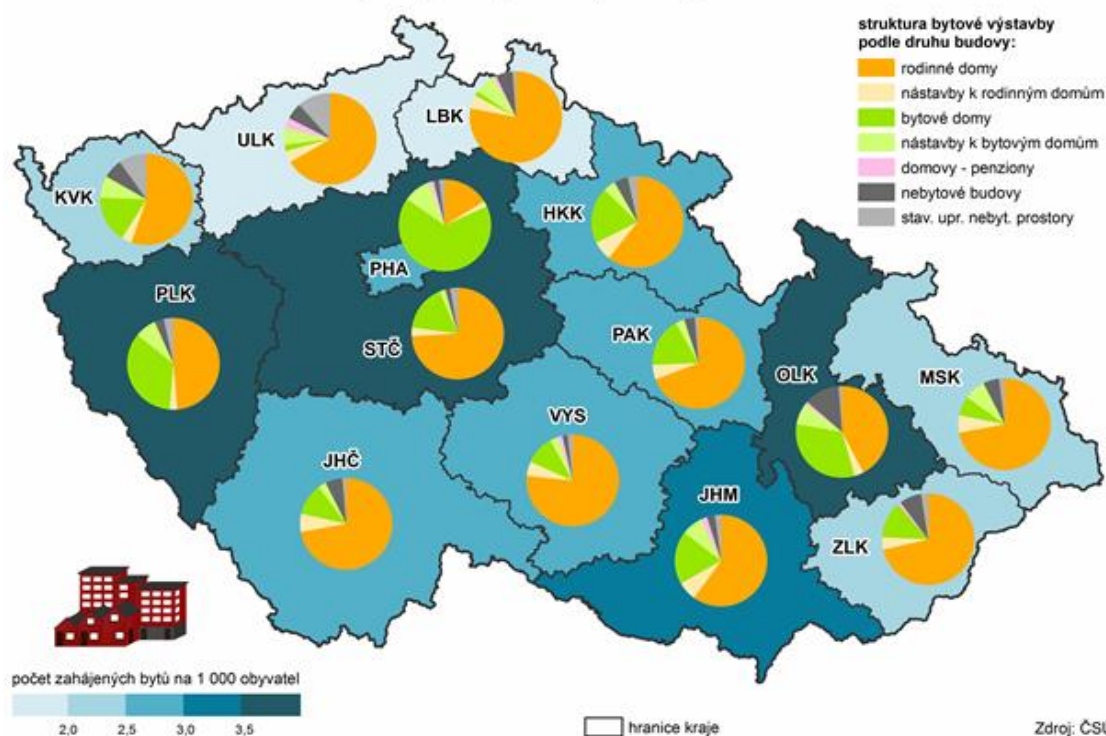 struktura bytové výstavby
podle druhu budovy:
rodinné domy
nástavby k rodinným domům
bytové domy
nástavby k bytovým domům
domovy - penziony
nebytové budovy
stav. upr. nebyt. prostory
LBK
ULK
KVK
HKK
PHA
PLK
STČ
PAK
OLK
MSK
VYS
JHČ
JHM
ZLK
počet zahájených bytů na 1 000 obyvatel
2,0 2,5 3,0 3,5
hranice kraje
Zdroj: ČSÚ